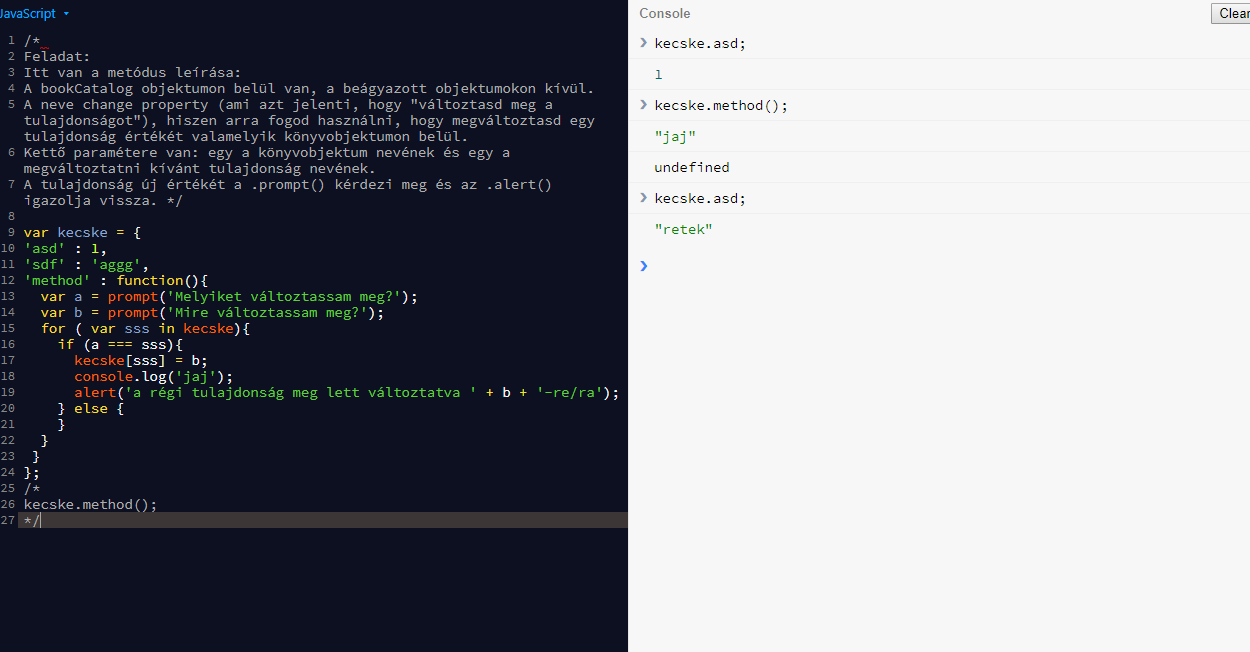 JavaScript
1 /*
2 Feladat:
3 Itt van a metódus leírása:
4 A bookCatalog objektumon belül van, a beágyazott objektumokon kívül.
5 A neve change property (ami azt jelenti, hogy "változtasd meg a
tulajdonságot"), hiszen arra fogod használni, hogy megváltoztasd egy
tulajdonság értékét valamelyik könyvobjektumon belül.
6 Kettő paramétere van: egy a könyvobjektum nevének és egy a
megváltoztatni kívánt tulajdonság nevének.
7 A tulajdonság új értékét a .prompt() kérdezi meg és az .alert()
igazolja vissza. */
8
9 var kecske = {
10 'asd' : 1,
11 'sdf' : 'aggg',
12 'method' : function(){
13 var a = prompt('Melyiket változtassam meg?');
14 var b = prompt('Mire változtassam meg?');
15 for ( var sss in kecske){
16 if (a === sss){
17 kecske[sss] = b;
18 console.log('jaj');
19 alert('a régi tulajdonság meg lett változtatva ' + b + '-re/ra');
20 } else {
21 }
22 }
23 }
24 };
25 /*
26 kecske.method();
27 */
Console
Clear
kecske.asd;
1
kecske.method();
"jaj"
undefined
kecske.asd;
"retek"